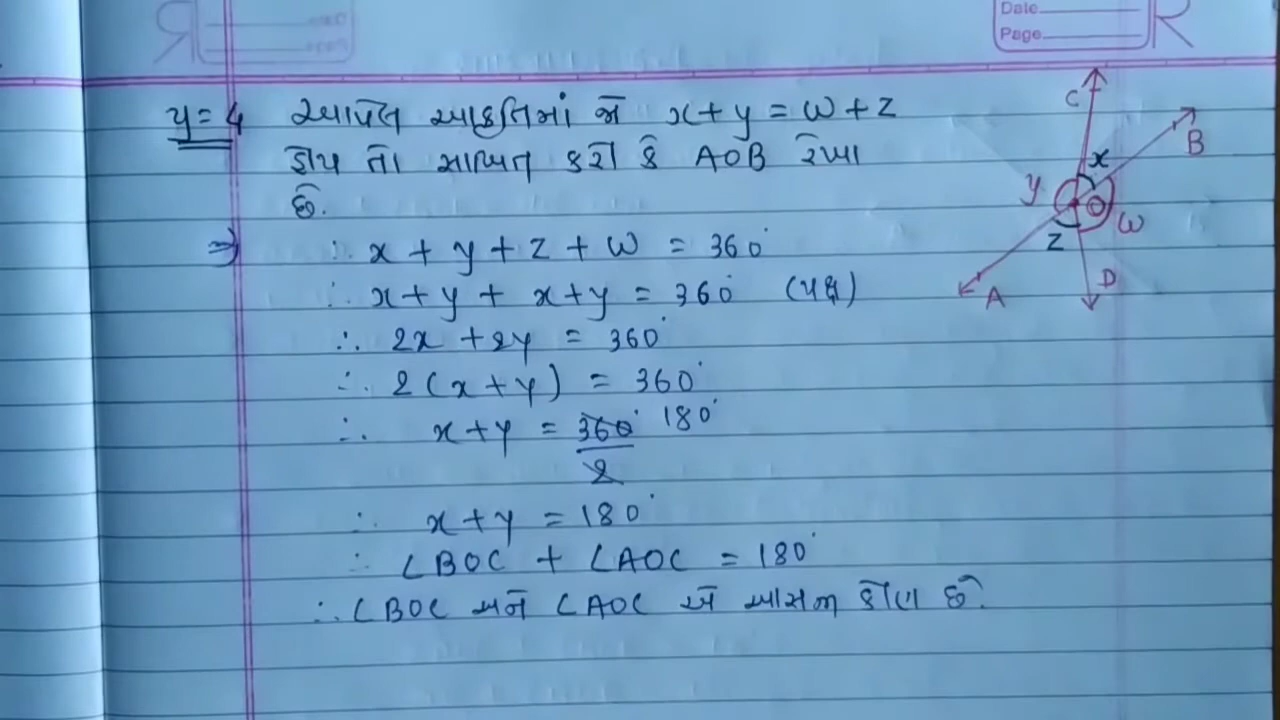 Date
Page
પ્ર = 4 આપેલ આકૃતિમાં જો x + y = w + z
હોય તો સાબિત કરો કે AOB રેખા
છે.
⇒ ∴ x + y + z + w = 360°
∴ x + y + x + y = 360° (પક્ષ)
∴ 2x + 2y = 360°
∴ 2(x + y) = 360°
∴ x + y = 360° / 2 180°
∴ x + y = 180°
∴ ∠BOC + ∠AOC = 180°
∴ ∠BOC અને ∠AOC એ આસન્ન કોણ છે.
C
B
x
y
O
w
z
D
A